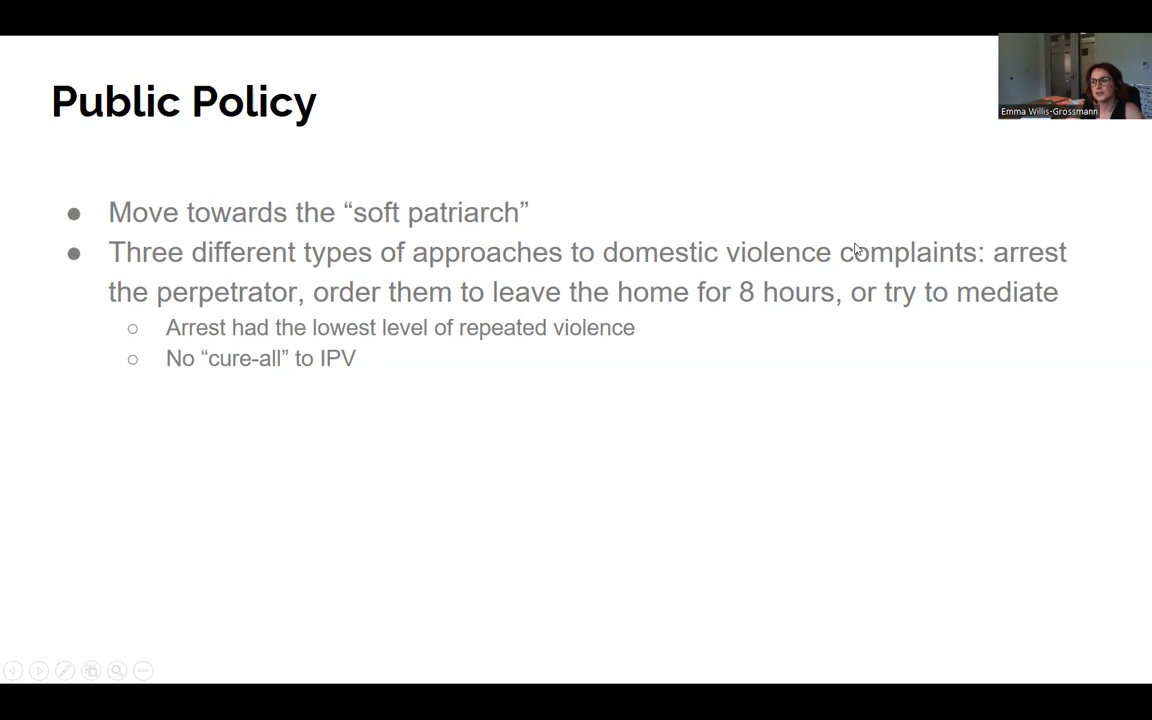 Public Policy
Emma Willis-Grossmann
● Move towards the “soft patriarch”
● Three different types of approaches to domestic violence complaints: arrest
the perpetrator, order them to leave the home for 8 hours, or try to mediate
○ Arrest had the lowest level of repeated violence
○ No “cure-all” to IPV